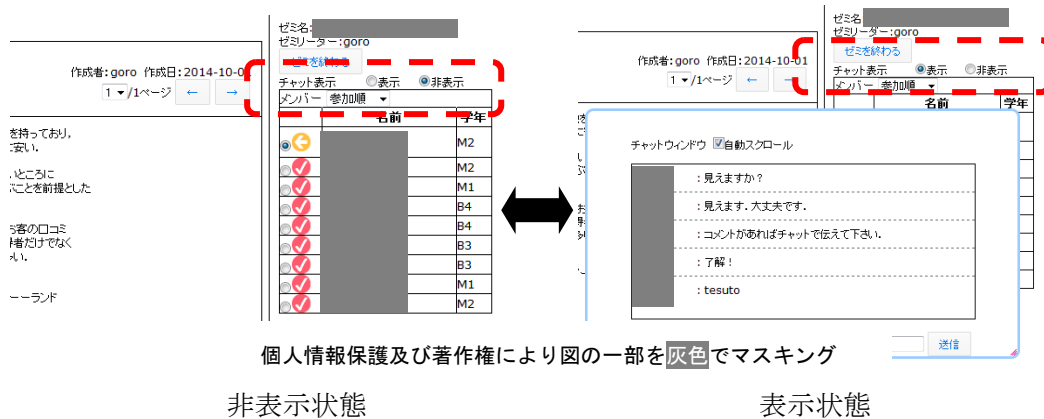 ゼミ名:
ゼミリーダー:goro
ゼミを終わる
作成者:goro 作成日:2014-10-01
1 /1ページ ← →
チャット表示 表示 非表示
メンバー 参加順
名前 学年
を持っており,
に安い.
M2
M2
いところに
ことを前提とした
M1
B4
お客の口コミ
B4
者だけでなく
B3
B3
M1
ーーランド
M2
非表示状態
ゼミ名
ゼミリーダー:goro
ゼミを終わる
作成者:goro 作成日:2014-10-01
1 /1ページ ← →
チャット表示 表示 非表示
メンバー 参加順
名前 学年
チャットウィンドウ 自動スクロール
:見えますか?
:見えます.大丈夫です.
:コメントがあればチャットで伝えて下さい.
:了解!
:tesuto
送信
表示状態
個人情報保護及び著作権により図の一部を灰色でマスキング